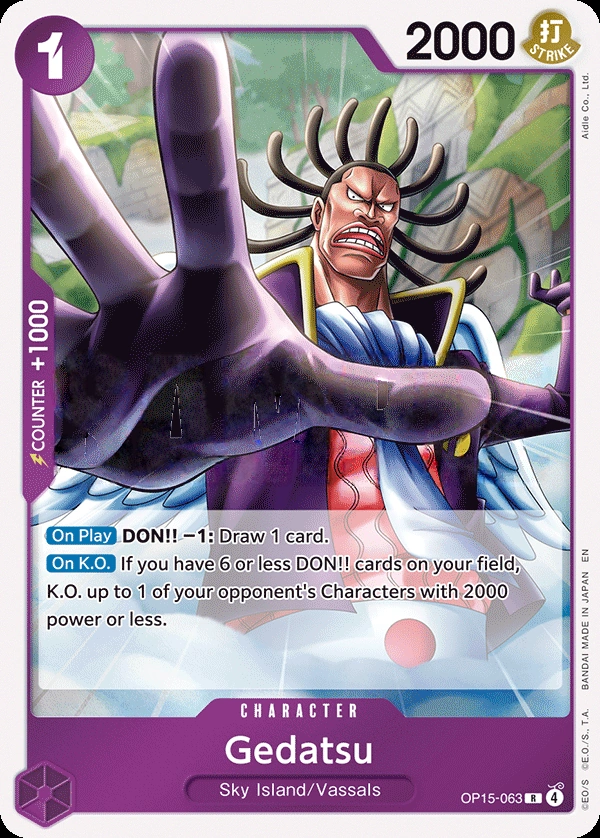 1
2000
打
STRIKE
Aidle Co., Ltd.
COUNTER +1000
On Play DON!! −1: Draw 1 card.
On K.O. If you have 6 or less DON!! cards on your field,
K.O. up to 1 of your opponent's Characters with 2000
power or less.
BANDAI MADE IN JAPAN EN
©E.O./S., T.A.
©EO/S
CHARACTER
Gedatsu
Sky Island/Vassals
OP15-063 R 4